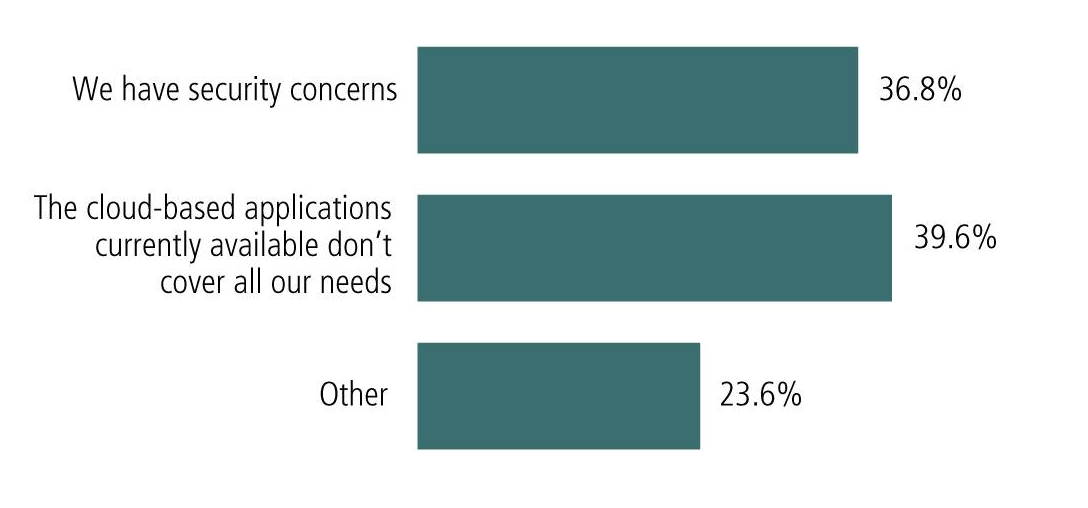 We have security concerns
36.8%
The cloud-based applications
currently available don’t
cover all our needs
39.6%
Other
23.6%